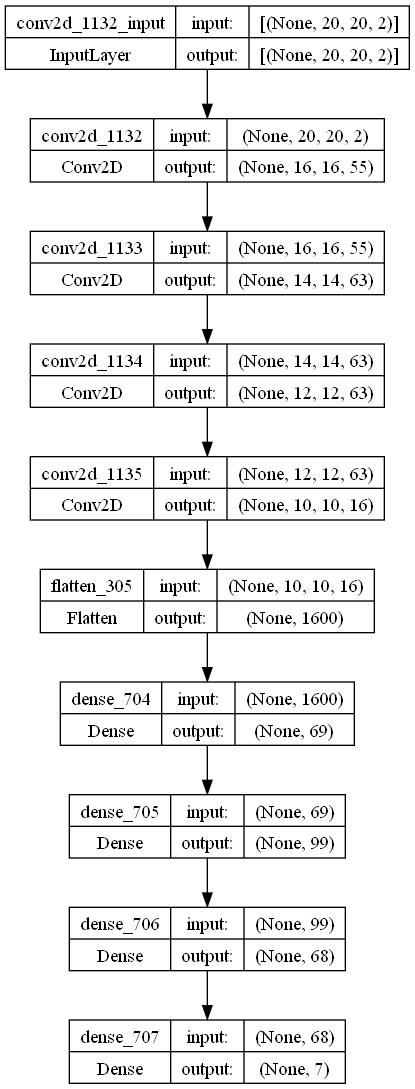 conv2d_1132_input input: [(None, 20, 20, 2)]
InputLayer output: [(None, 20, 20, 2)]
conv2d_1132 input: (None, 20, 20, 2)
Conv2D output: (None, 16, 16, 55)
conv2d_1133 input: (None, 16, 16, 55)
Conv2D output: (None, 14, 14, 63)
conv2d_1134 input: (None, 14, 14, 63)
Conv2D output: (None, 12, 12, 63)
conv2d_1135 input: (None, 12, 12, 63)
Conv2D output: (None, 10, 10, 16)
flatten_305 input: (None, 10, 10, 16)
Flatten output: (None, 1600)
dense_704 input: (None, 1600)
Dense output: (None, 69)
dense_705 input: (None, 69)
Dense output: (None, 99)
dense_706 input: (None, 99)
Dense output: (None, 68)
dense_707 input: (None, 68)
Dense output: (None, 7)